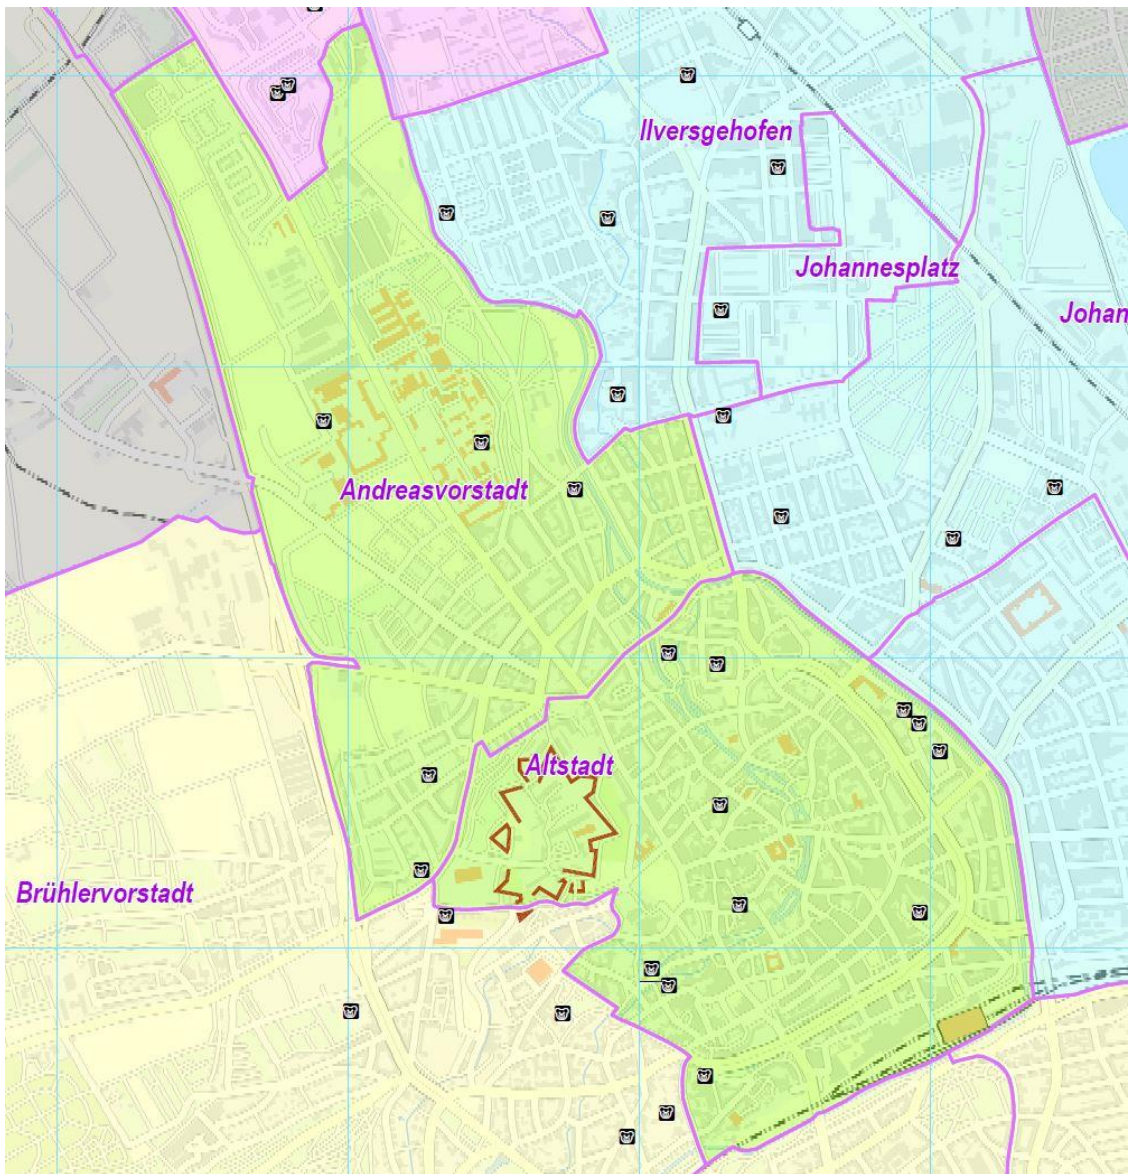 Ilversgehofen
Johannesplatz
Johan
Andreasvorstadt
Altstadt
Brühlervorstadt